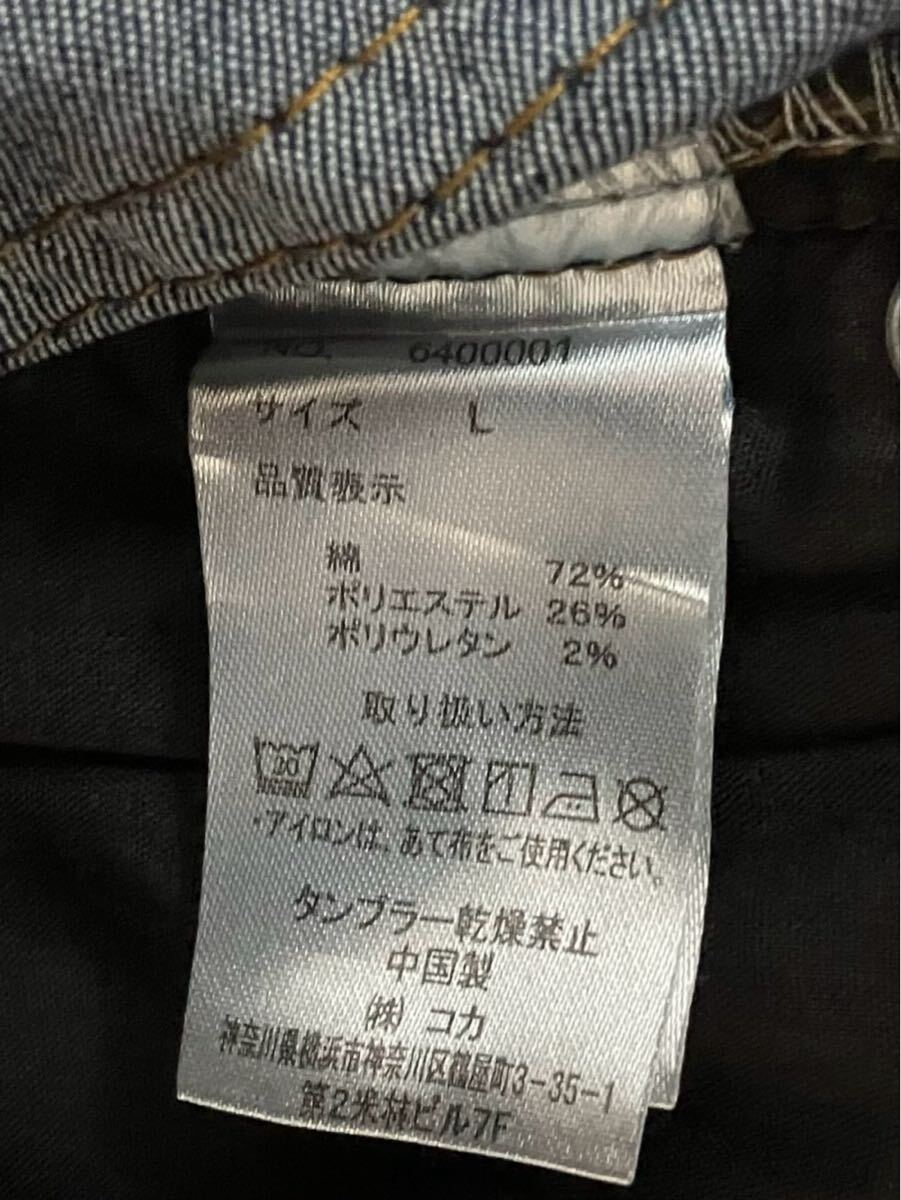 No. 6400001
サイズ L
品質表示
綿 72%
ポリエステル 26%
ポリウレタン 2%
取り扱い方法
30 1
・アイロンは、あて布をご使用ください。
タンブラー乾燥禁止
中国製
㈱ コカ
神奈川県横浜市神奈川区鶴屋町3-35-1
第2米林ビル7F